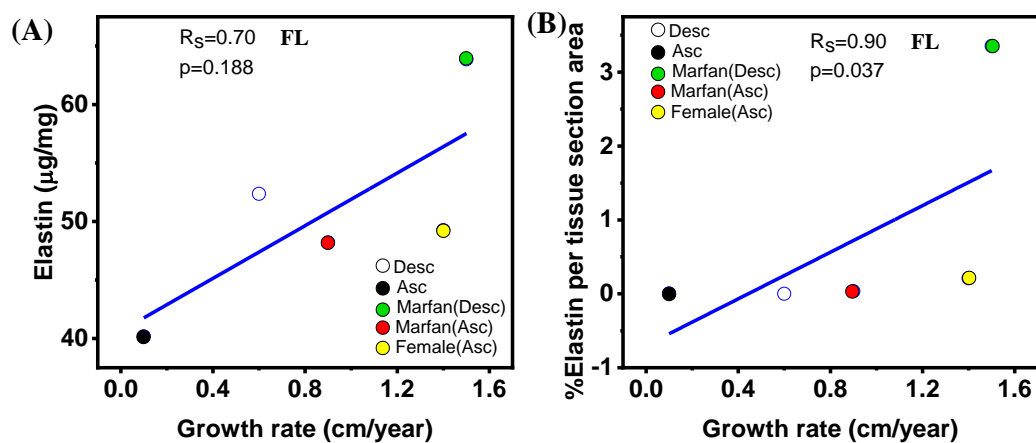 (A)
R_S=0.70 FL
p=0.188
Elastin (μg/mg)
60
50
40
Desc
Asc
Marfan(Desc)
Marfan(Asc)
Female(Asc)
0.0 0.4 0.8 1.2 1.6
Growth rate (cm/year)
(B)
Desc
Asc
Marfan(Desc)
Marfan(Asc)
Female(Asc)
R_S=0.90 FL
p=0.037
%Elastin per tissue section area
3
2
1
0
-1
0.0 0.4 0.8 1.2 1.6
Growth rate (cm/year)